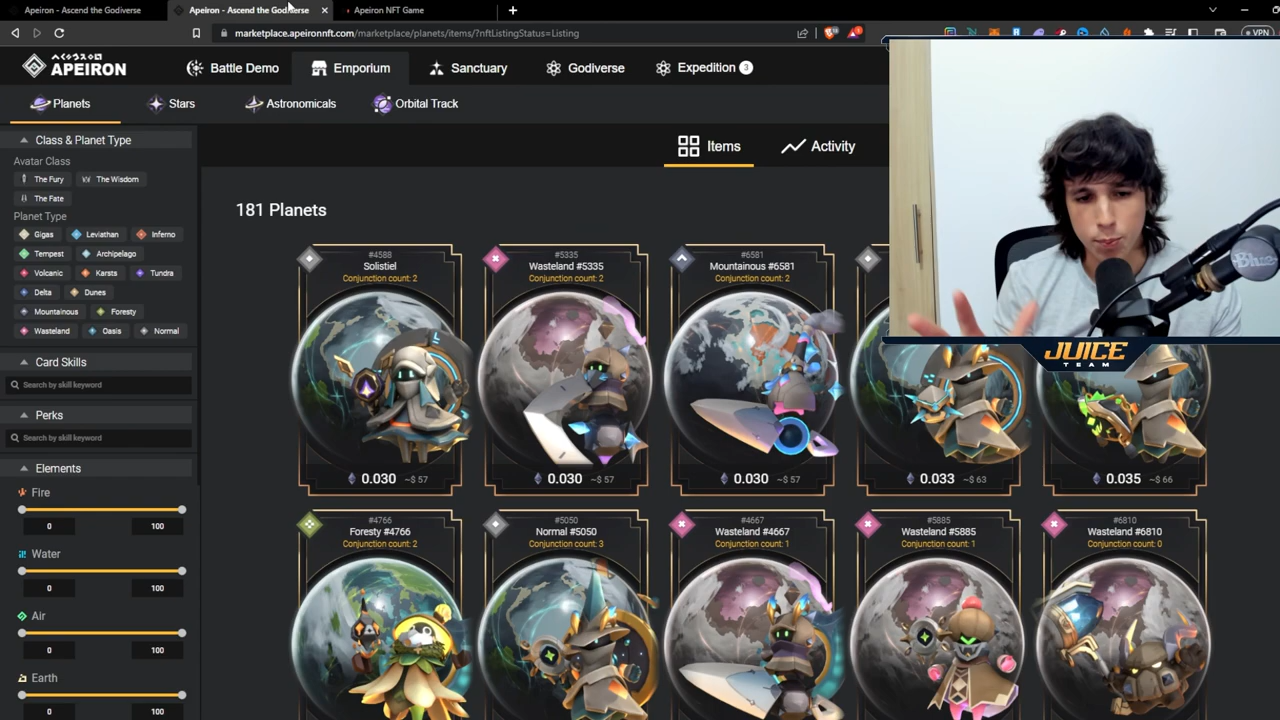 Apeiron - Ascend the Godiverse
Apeiron - Ascend the Godiverse
Apeiron NFT Game
marketplace.apeironnft.com/marketplace/planets/items/?nftListingStatus=Listing
VPN
APEIRON
Battle Demo
Emporium
Sanctuary
Godiverse
Expedition 3
Planets
Stars
Astronomicals
Orbital Track
Class & Planet Type
Avatar Class
The Fury
The Wisdom
The Fate
Planet Type
Gigas
Leviathan
Inferno
Tempest
Archipelago
Volcanic
Karsts
Tundra
Delta
Dunes
Mountainous
Foresty
Wasteland
Oasis
Normal
Card Skills
Search by skill keyword
Perks
Search by skill keyword
Elements
Fire
0
100
Water
0
100
Air
0
100
Earth
0
100
Items
Activity
181 Planets
#4588
Solistiel
Conjunction count: 2
0.030 ~$ 57
#5335
Wasteland #5335
Conjunction count: 2
0.030 ~$ 57
#6581
Mountainous #6581
Conjunction count: 2
0.030 ~$ 57
0.033 ~$ 63
0.035 ~$ 66
#4766
Foresty #4766
Conjunction count: 2
#5050
Normal #5050
Conjunction count: 3
#4667
Wasteland #4667
Conjunction count: 1
#5885
Wasteland #5885
Conjunction count: 1
#6810
Wasteland #6810
Conjunction count: 0
Blue
JUICE
TEAM